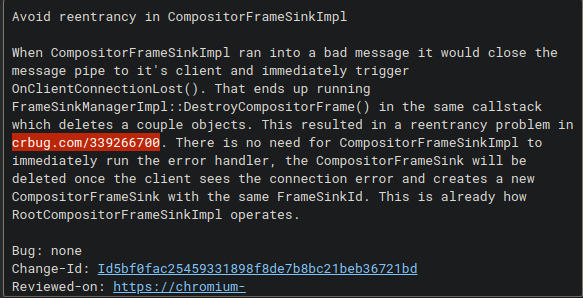 Avoid reentrancy in CompositorFrameSinkImpl
When CompositorFrameSinkImpl ran into a bad message it would close the
message pipe to it's client and immediately trigger
OnClientConnectionLost(). That ends up running
FrameSinkManagerImpl::DestroyCompositorFrame() in the same callstack
which deletes a couple objects. This resulted in a reentrancy problem in
crbug.com/339266700. There is no need for CompositorFrameSinkImpl to
immediately run the error handler, the CompositorFrameSink will be
deleted once the client sees the connection error and creates a new
CompositorFrameSink with the same FrameSinkId. This is already how
RootCompositorFrameSinkImpl operates.
Bug: none
Change-Id: Id5bf0fac25459331898f8de7b8bc21beb36721bd
Reviewed-on: https://chromium-